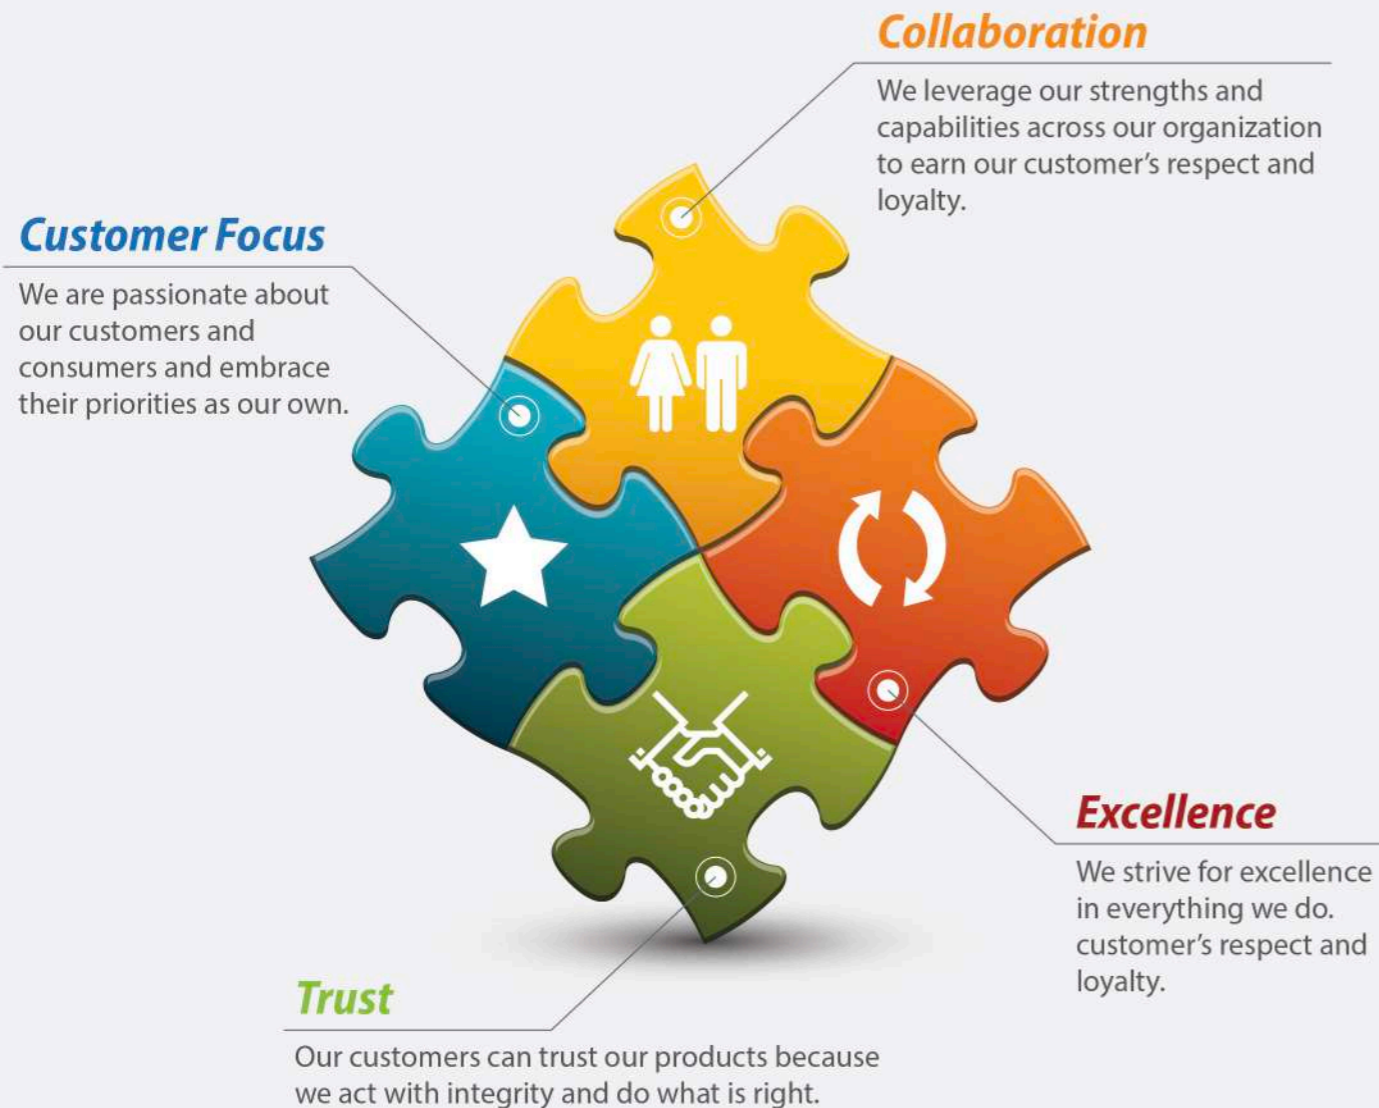 Collaboration
We leverage our strengths and
capabilities across our organization
to earn our customer's respect and
loyalty.
Customer Focus
We are passionate about
our customers and
consumers and embrace
their priorities as our own.
Excellence
We strive for excellence
in everything we do.
customer's respect and
loyalty.
Trust
Our customers can trust our products because
we act with integrity and do what is right.